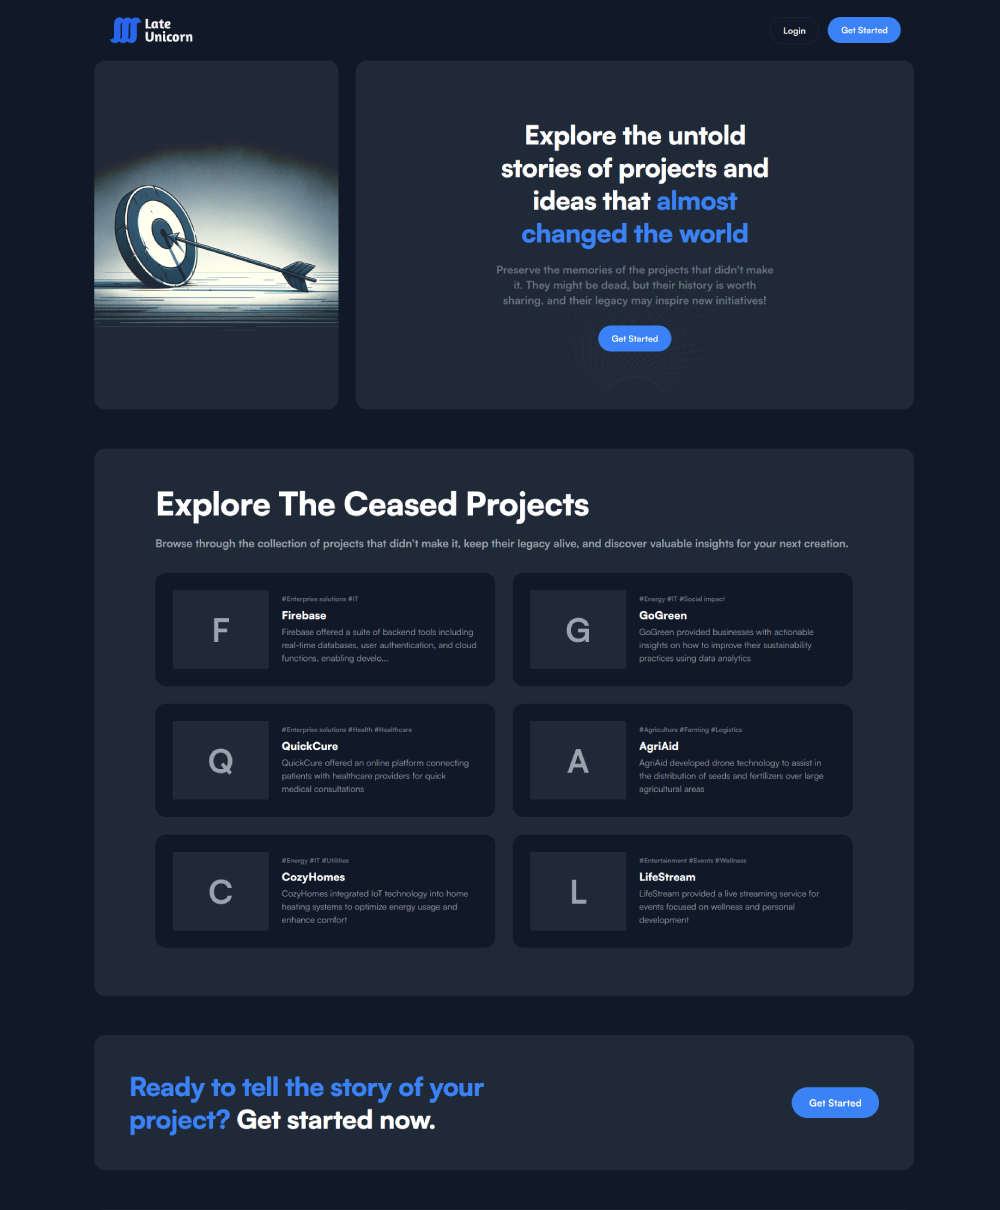 Late
Unicorn
Login
Get Started
Explore the untold
stories of projects and
ideas that almost
changed the world
Preserve the memories of the projects that didn't make
it. They might be dead, but their history is worth
sharing, and their legacy may inspire new initiatives!
Get Started
Explore The Ceased Projects
Browse through the collection of projects that didn't make it, keep their legacy alive, and discover valuable insights for your next creation.
F
#Enterprise solutions #IT
Firebase
Firebase offered a suite of backend tools including
real-time databases, user authentication, and cloud
functions, enabling develo...
G
#Energy #IT #Social impact
GoGreen
GoGreen provided businesses with actionable
insights on how to improve their sustainability
practices using data analytics
Q
#Enterprise solutions #Health #Healthcare
QuickCure
QuickCure offered an online platform connecting
patients with healthcare providers for quick
medical consultations
A
#Agriculture #Farming #Logistics
AgriAid
AgriAid developed drone technology to assist in
the distribution of seeds and fertilizers over large
agricultural areas
C
#Energy #IT #Utilities
CozyHomes
CozyHomes integrated IoT technology into home
heating systems to optimize energy usage and
enhance comfort
L
#Entertainment #Events #Wellness
LifeStream
LifeStream provided a live streaming service for
events focused on wellness and personal
development
Ready to tell the story of your
project? Get started now.
Get Started